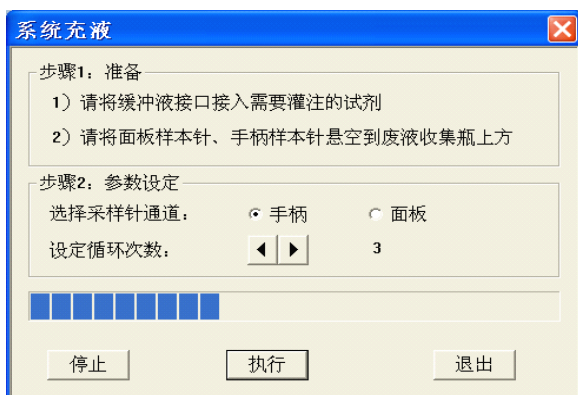 系统充液
步骤1：准备
1）请将缓冲液接口接入需要灌注的试剂
2）请将面板样本针、手柄样本针悬空到废液收集瓶上方
步骤2：参数设定
选择采样针通道： 手柄 面板
设定循环次数： 3
停止 执行 退出